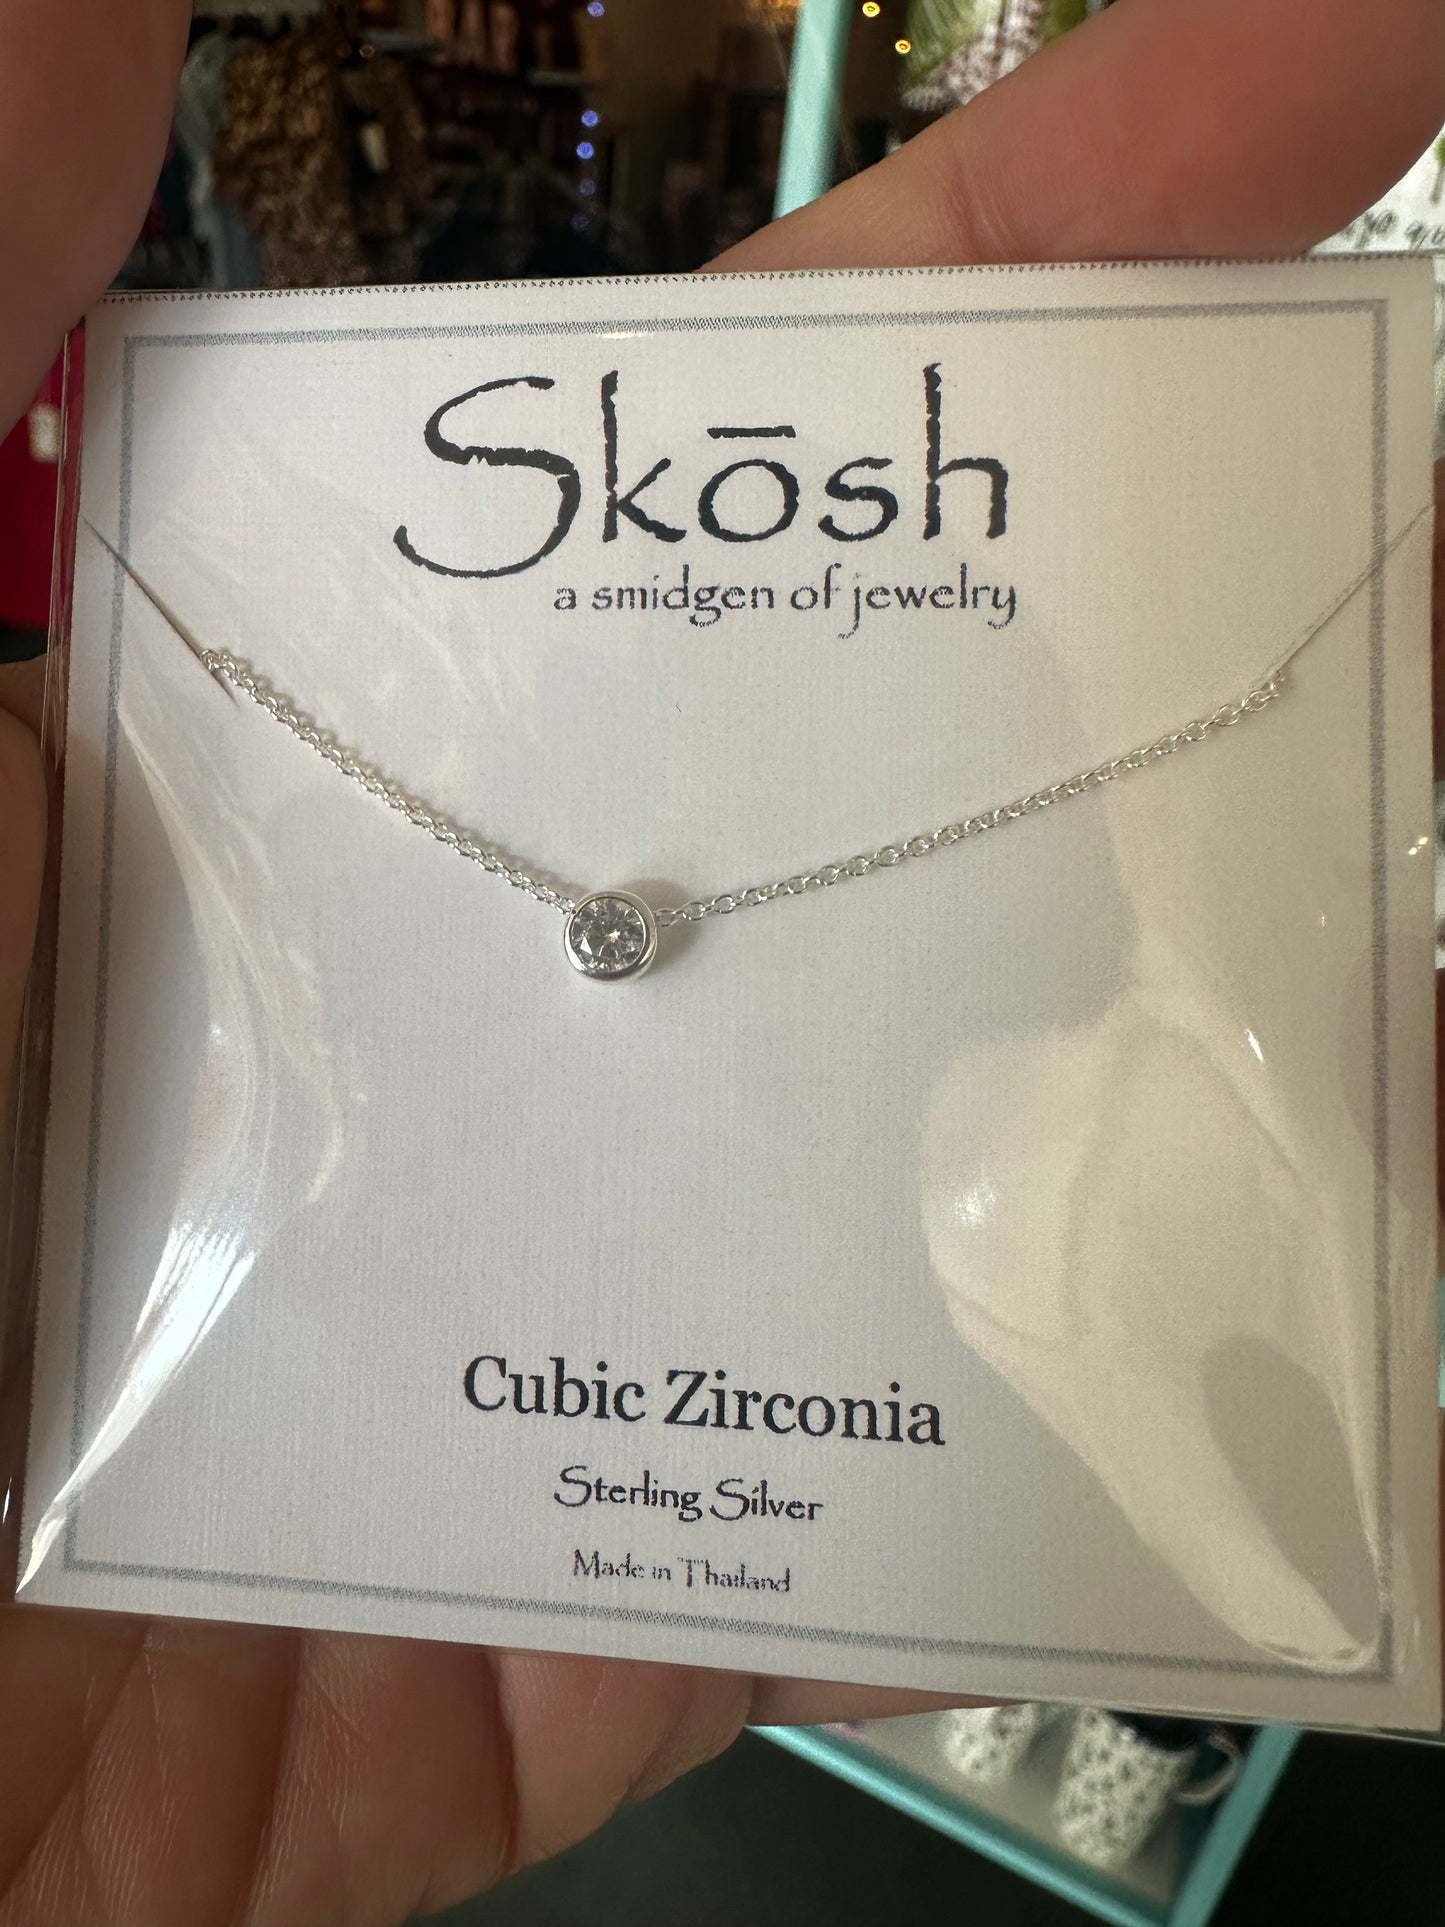 Skōsh
a smidgen of jewelry
Cubic Zirconia
Sterling Silver
Made in Thailand